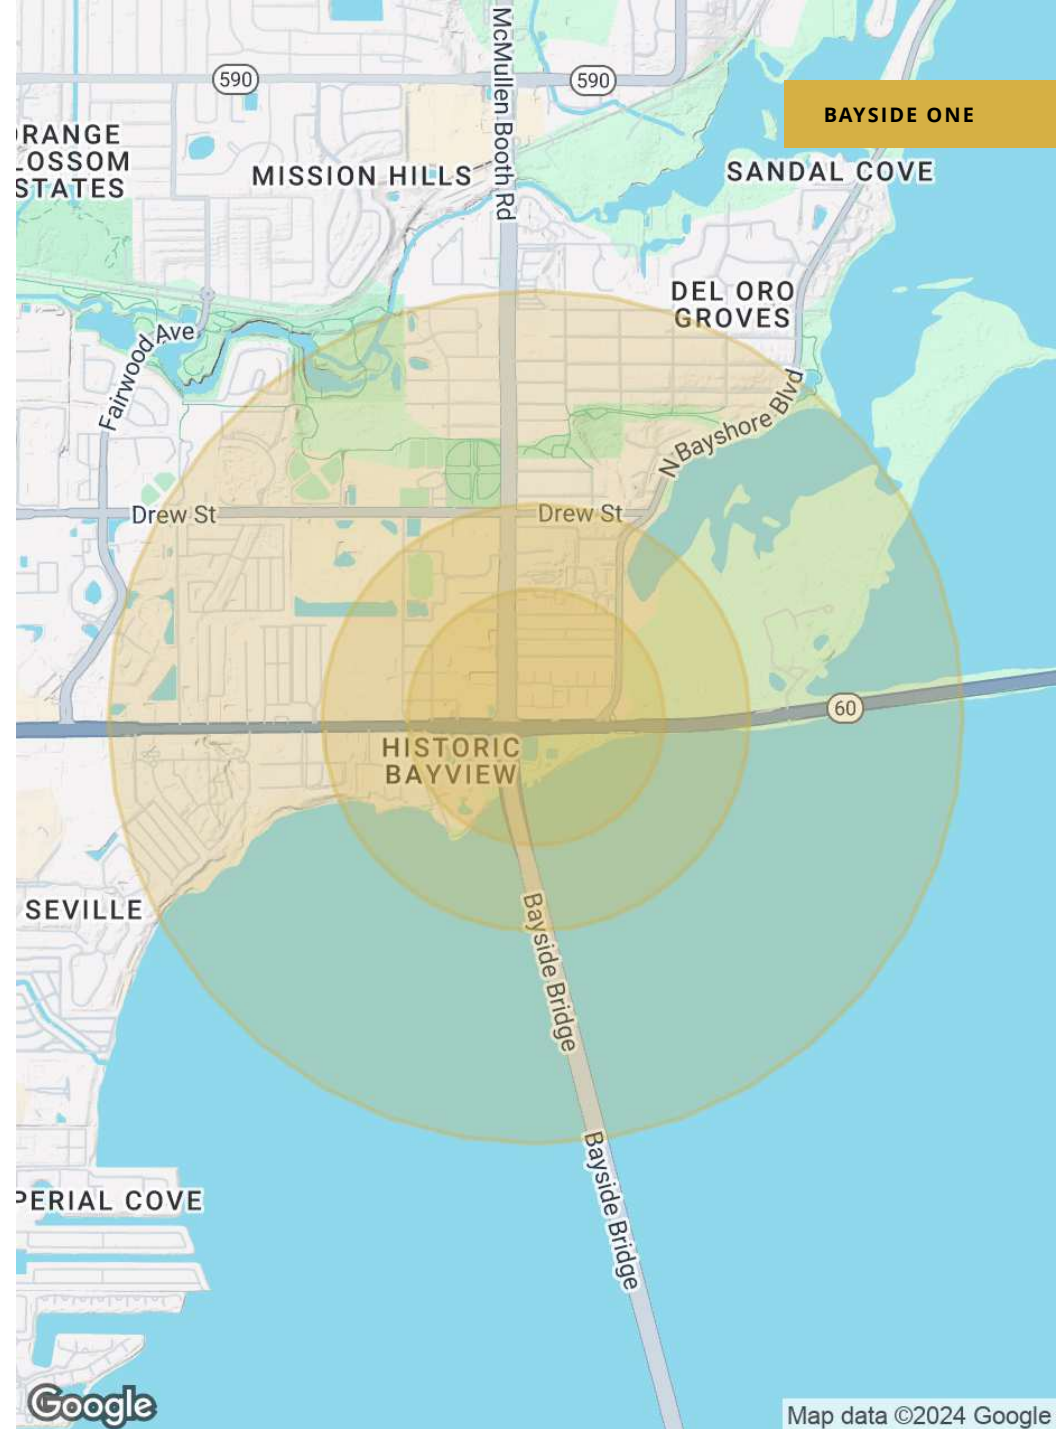 McMullen Booth Rd
590
590
BAYSIDE ONE
RANGE
LOSSOM
STATES
MISSION HILLS
SANDAL COVE
DEL ORO
GROVES
Fairwood Ave
N Bayshore Blvd
Drew St
Drew St
60
HISTORIC
BAYVIEW
SEVILLE
Bayside Bridge
Bayside Bridge
PERIAL COVE
Google
Map data ©2024 Google